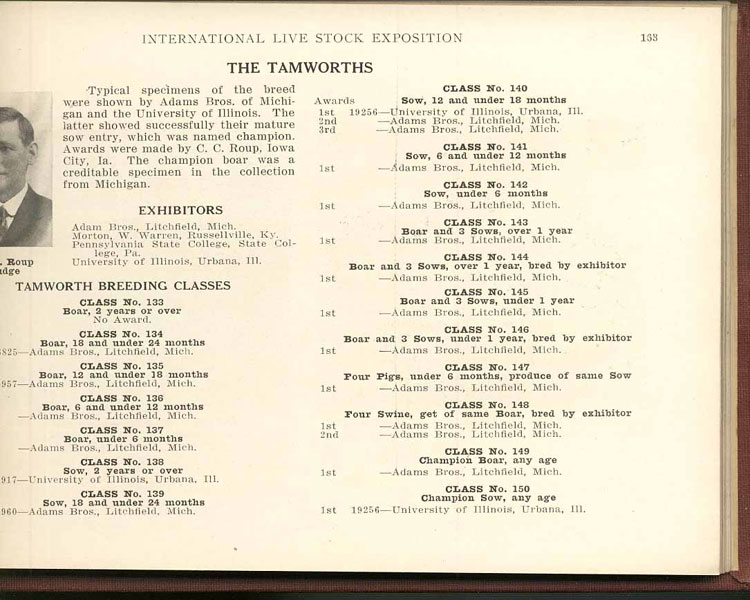 INTERNATIONAL LIVE STOCK EXPOSITION 153
THE TAMWORTHS
Typical specimens of the breed
were shown by Adams Bros. of Michi-
gan and the University of Illinois. The
latter showed successfully their mature
sow entry, which was named champion.
Awards were made by C. C. Roup, Iowa
City, Ia. The champion boar was a
creditable specimen in the collection
from Michigan.
. Roup
udge
EXHIBITORS
Adam Bros., Litchfield, Mich.
Morton, W. Warren, Russellville, Ky.
Pennsylvania State College, State Col-
lege, Pa.
University of Illinois, Urbana, Ill.
TAMWORTH BREEDING CLASSES
CLASS No. 133
Boar, 2 years or over
No Award.
CLASS No. 134
Boar, 18 and under 24 months
825—Adams Bros., Litchfield, Mich.
CLASS No. 135
Boar, 12 and under 18 months
957—Adams Bros., Litchfield, Mich.
CLASS No. 136
Boar, 6 and under 12 months
—Adams Bros., Litchfield, Mich.
CLASS No. 137
Boar, under 6 months
—Adams Bros., Litchfield, Mich.
CLASS No. 138
Sow, 2 years or over
917—University of Illinois, Urbana, Ill.
CLASS No. 139
Sow, 18 and under 24 months
960—Adams Bros., Litchfield, Mich.
CLASS No. 140
Awards Sow, 12 and under 18 months
1st 19256—University of Illinois, Urbana, Ill.
2nd —Adams Bros., Litchfield, Mich.
3rd —Adams Bros., Litchfield, Mich.
CLASS No. 141
Sow, 6 and under 12 months
1st —Adams Bros., Litchfield, Mich.
CLASS No. 142
Sow, under 6 months
1st —Adams Bros., Litchfield, Mich.
CLASS No. 143
Boar and 3 Sows, over 1 year
1st —Adams Bros., Litchfield, Mich.
CLASS No. 144
Boar and 3 Sows, over 1 year, bred by exhibitor
1st —Adams Bros., Litchfield, Mich.
CLASS No. 145
Boar and 3 Sows, under 1 year
1st —Adams Bros., Litchfield, Mich.
CLASS No. 146
Boar and 3 Sows, under 1 year, bred by exhibitor
1st —Adams Bros., Litchfield, Mich.
CLASS No. 147
Four Pigs, under 6 months, produce of same Sow
1st —Adams Bros., Litchfield, Mich.
CLASS No. 148
Four Swine, get of same Boar, bred by exhibitor
1st —Adams Bros., Litchfield, Mich.
2nd —Adams Bros., Litchfield, Mich.
CLASS No. 149
Champion Boar, any age
1st —Adams Bros., Litchfield, Mich.
CLASS No. 150
Champion Sow, any age
1st 19256—University of Illinois, Urbana, Ill.